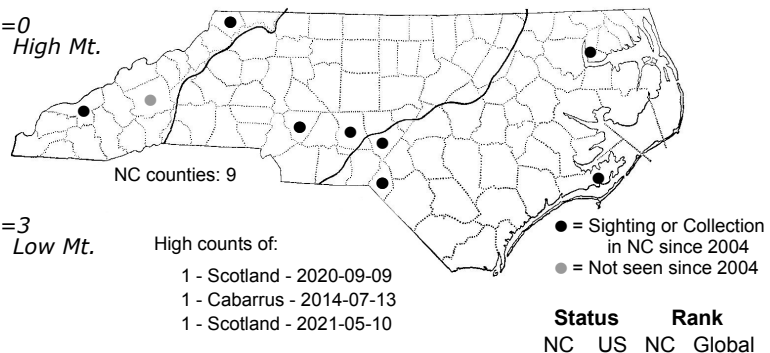 =0
High Mt.
NC counties: 9
=3
Low Mt.
High counts of:
1 - Scotland - 2020-09-09
1 - Cabarrus - 2014-07-13
1 - Scotland - 2021-05-10
= Sighting or Collection
in NC since 2004
= Not seen since 2004
Status Rank
NC US NC Global